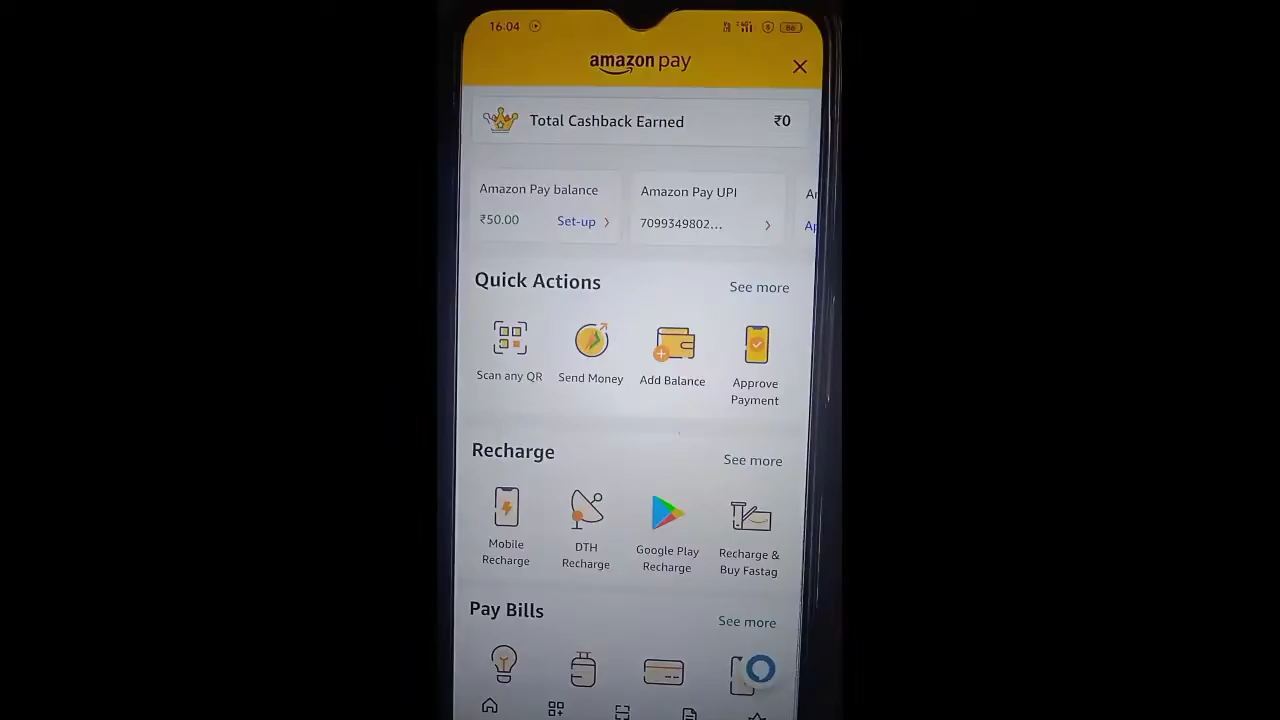 16:04
86
amazon pay
Total Cashback Earned ₹0
Amazon Pay balance
Amazon Pay UPI
₹50.00 Set-up
7099349802...
Quick Actions
See more
Scan any QR
Send Money
Add Balance
Approve
Payment
Recharge
See more
Mobile
Recharge
DTH
Recharge
Google Play
Recharge
Recharge &
Buy Fastag
Pay Bills
See more